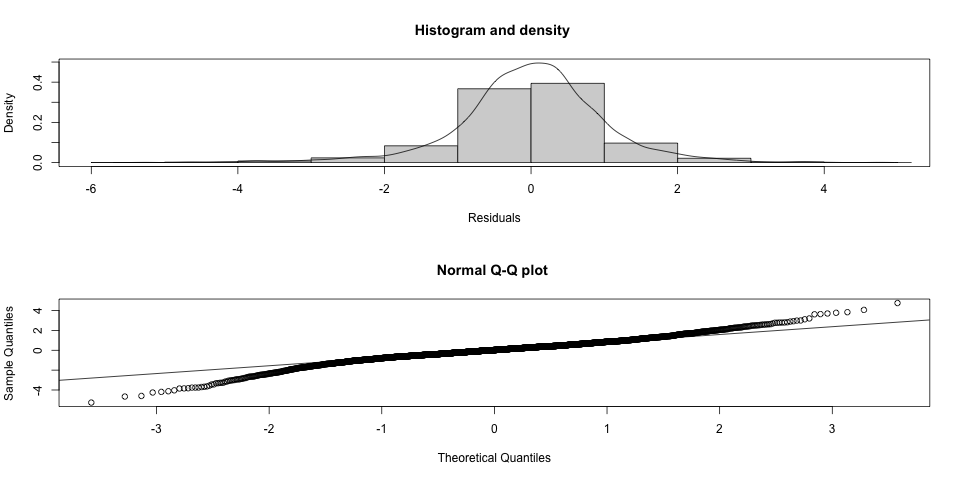 Histogram and density
Density
0.4
0.2
0.0
-6 -4 -2 0 2 4
Residuals
Normal Q-Q plot
Sample Quantiles
4
2
0
-4
-3 -2 -1 0 1 2 3
Theoretical Quantiles